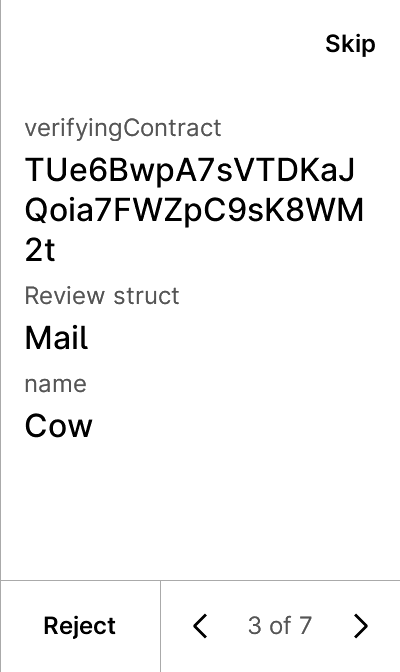 Skip
verifyingContract
TUe6BwpA7sVTDKaJ
Qoia7FWZpC9sK8WM
2t
Review struct
Mail
name
Cow
Reject
3 of 7